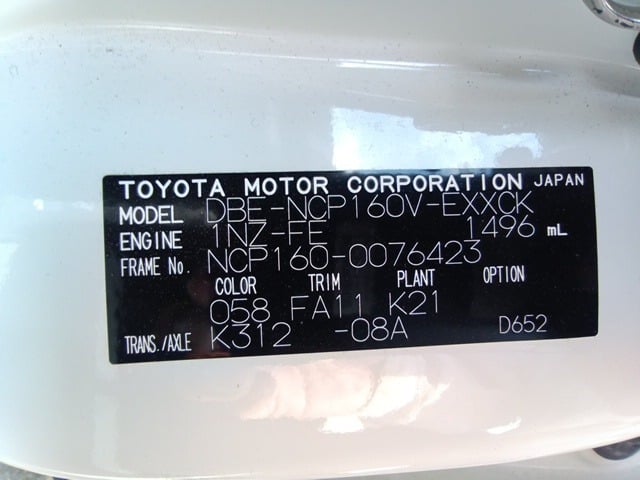 TOYOTA MOTOR CORPORATION JAPAN
MODEL DBE-NCP160V-EXXCK
ENGINE 1NZ-FE 1496 mL
FRAME No. NCP160-0076423
COLOR TRIM PLANT OPTION
058 FA11 K21
TRANS./AXLE K312 -08A D652